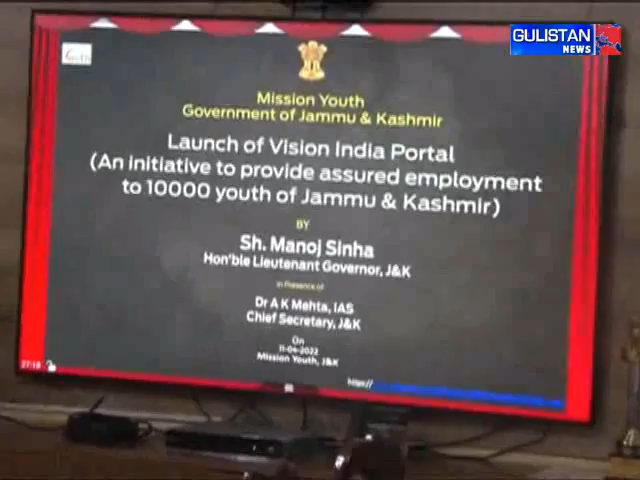 GULISTAN
NEWS
Mission Youth
Government of Jammu & Kashmir
Launch of Vision India Portal
(An initiative to provide assured employment
to 10000 youth of Jammu & Kashmir)
BY
Sh. Manoj Sinha
Hon'ble Lieutenant Governor, J&K
In Presence of
Dr A K Mehta, IAS
Chief Secretary, J&K
On
11-04-2022
Mission Youth, J&K
https://